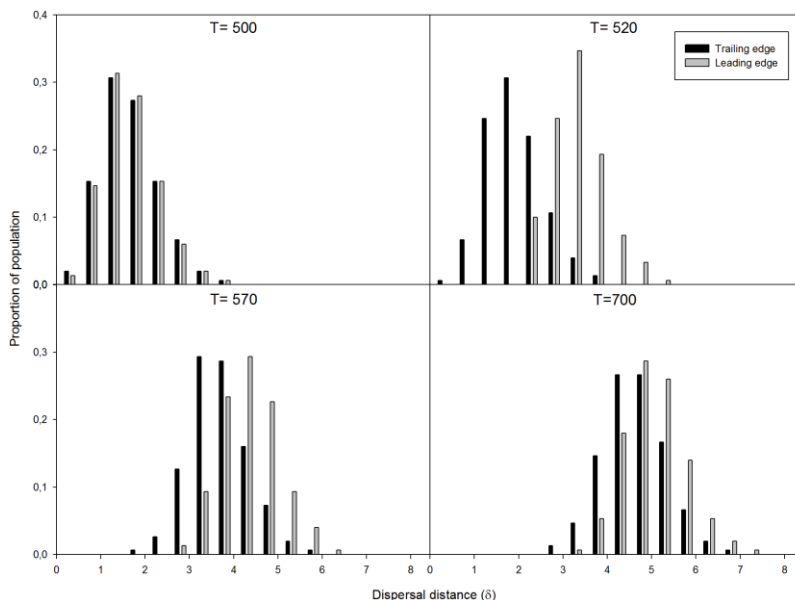 T= 500
T= 520
Trailing edge
Leading edge
0,4
0,3
0,2
0,1
0,0
T= 570
T=700
0,3
0,2
0,1
0,0
0 1 2 3 4 5 6 7 8
0 1 2 3 4 5 6 7 8
Proportion of population
Dispersal distance (δ)